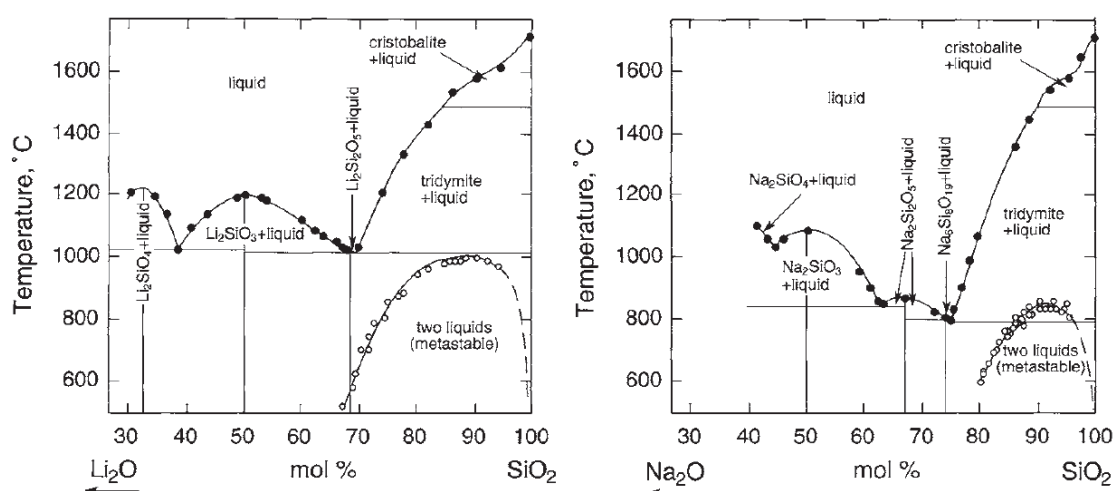 Temperature, °C
1600
1400
1200
1000
800
600
30
40
50
60
70
80
90
100
Li2O
mol %
SiO2
liquid
cristobalite
+liquid
tridymite
+liquid
Li2Si2O5+liquid
Li2SiO3+liquid
Li2SiO4+liquid
two liquids
(metastable)
Temperature, °C
1600
1400
1200
1000
800
600
30
40
50
60
70
80
90
100
Na2O
mol %
SiO2
liquid
cristobalite
+liquid
Na2SiO4+liquid
Na2Si2O5+liquid
Na6Si8O19+liquid
tridymite
+liquid
Na2SiO3
+liquid
two liquids
(metastable)